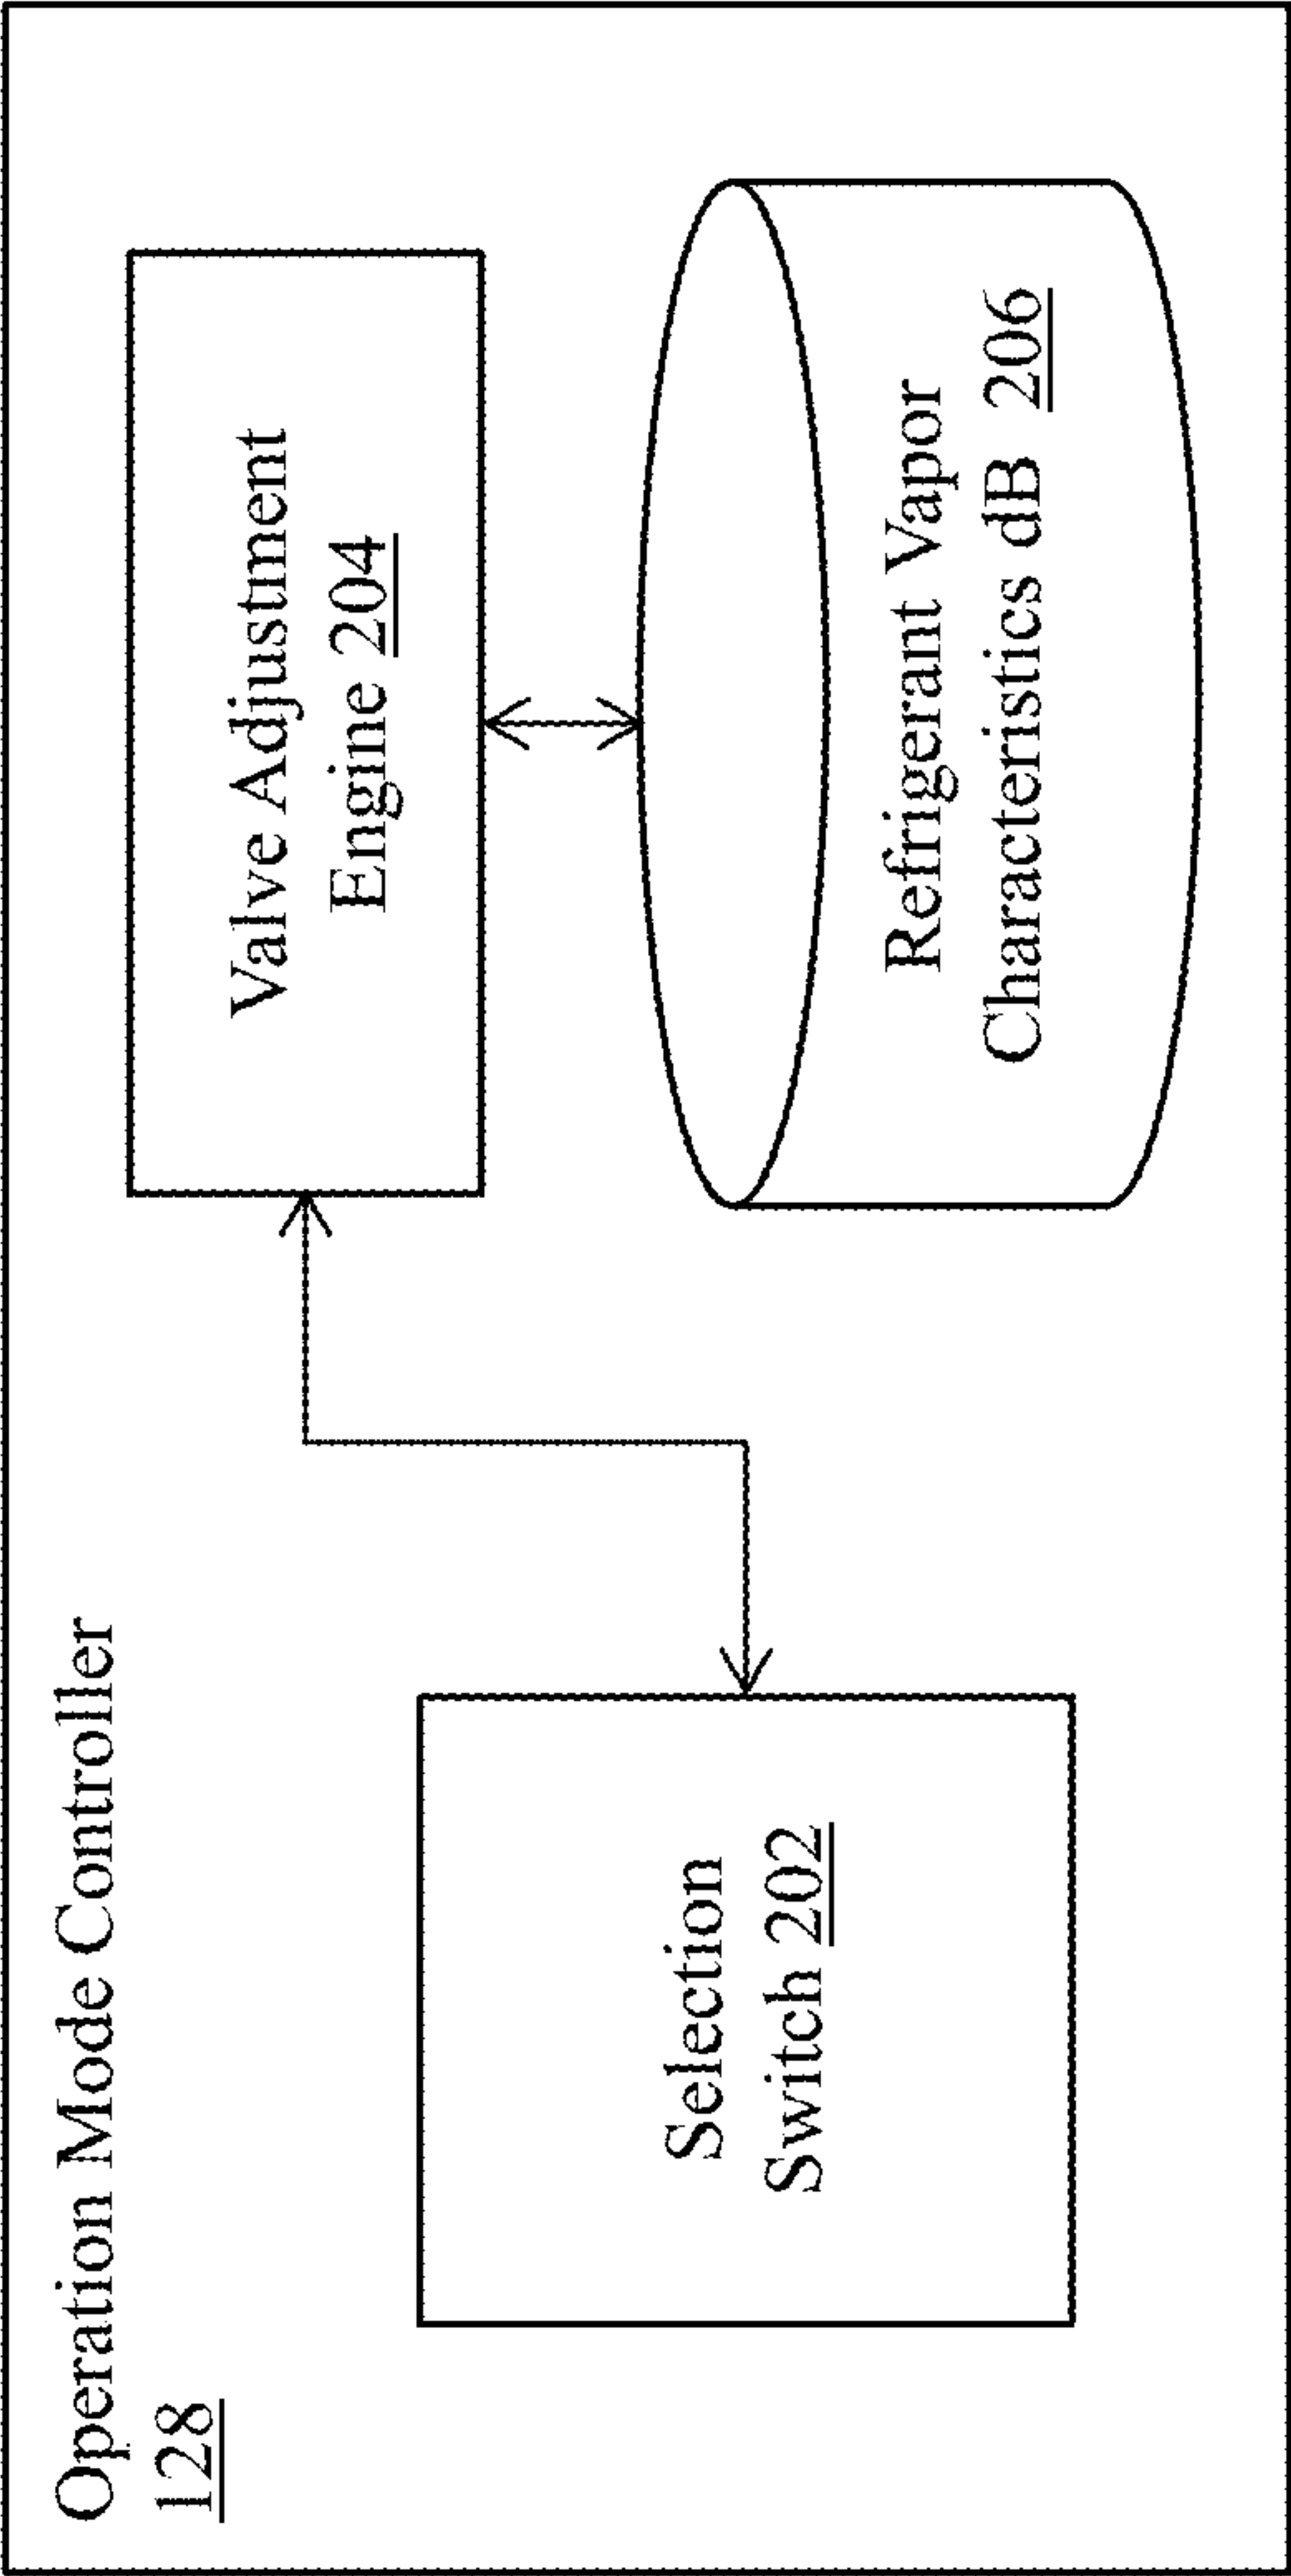 Operation Mode Controller
128
Selection
Switch 202
Valve Adjustment
Engine 204
Refrigerant Vapor
Characteristics dB 206